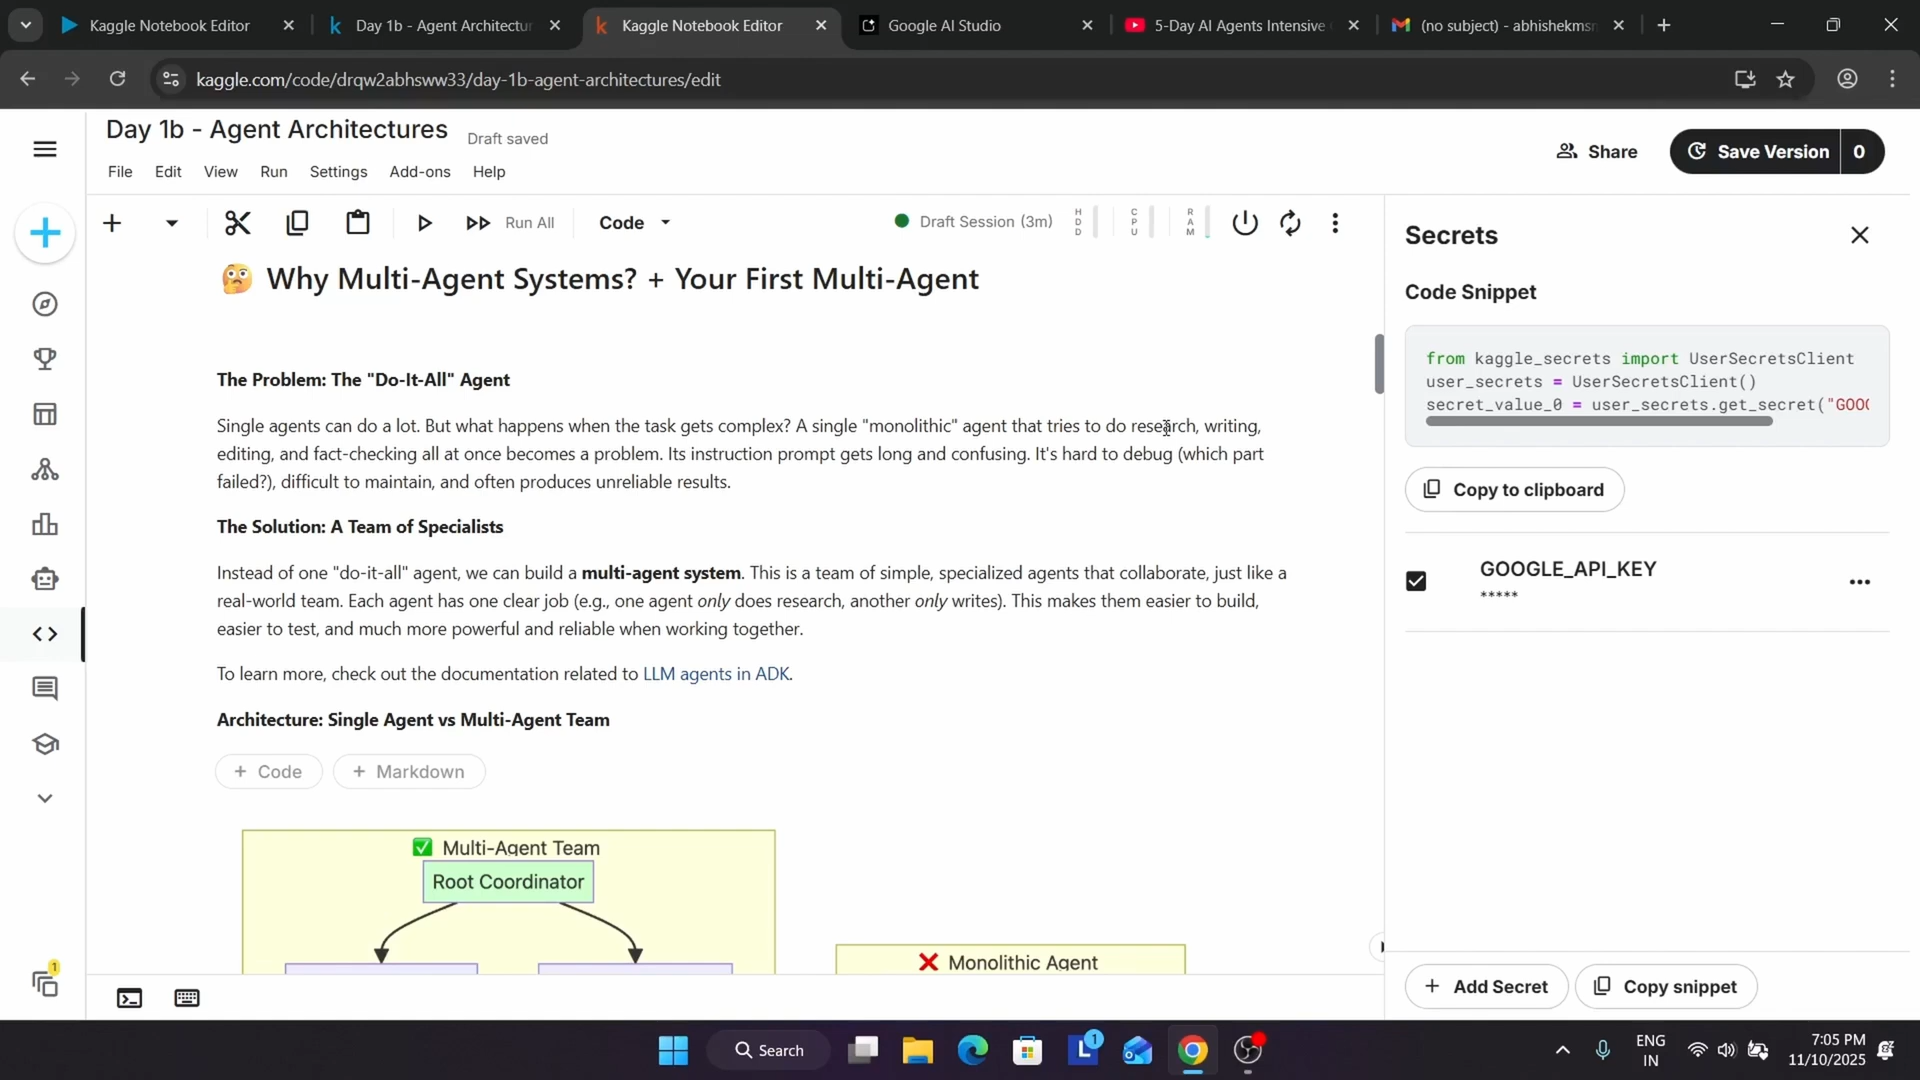 Kaggle Notebook Editor
Day 1b - Agent Architectur
Kaggle Notebook Editor
Google AI Studio
5-Day AI Agents Intensive
(no subject) - abhishekmsn
kaggle.com/code/drqw2abhsww33/day-1b-agent-architectures/edit
Day 1b - Agent Architectures
Draft saved
Share
Save Version
0
File Edit View Run Settings Add-ons Help
Run All
Code
Draft Session (3m)
HDD
CPU
RAM
🤔 Why Multi-Agent Systems? + Your First Multi-Agent
The Problem: The "Do-It-All" Agent
Single agents can do a lot. But what happens when the task gets complex? A single "monolithic" agent that tries to do research, writing,
editing, and fact-checking all at once becomes a problem. Its instruction prompt gets long and confusing. It's hard to debug (which part
failed?), difficult to maintain, and often produces unreliable results.
The Solution: A Team of Specialists
Instead of one "do-it-all" agent, we can build a multi-agent system. This is a team of simple, specialized agents that collaborate, just like a
real-world team. Each agent has one clear job (e.g., one agent only does research, another only writes). This makes them easier to build,
easier to test, and much more powerful and reliable when working together.
To learn more, check out the documentation related to LLM agents in ADK.
Architecture: Single Agent vs Multi-Agent Team
+ Code
+ Markdown
✅ Multi-Agent Team
Root Coordinator
❌ Monolithic Agent
Secrets
Code Snippet
from kaggle_secrets import UserSecretsClient
user_secrets = UserSecretsClient()
secret_value_0 = user_secrets.get_secret("GOOG
Copy to clipboard
GOOGLE_API_KEY
*****
+ Add Secret
Copy snippet
1
Search
1
ENG
IN
7:05 PM
11/10/2025